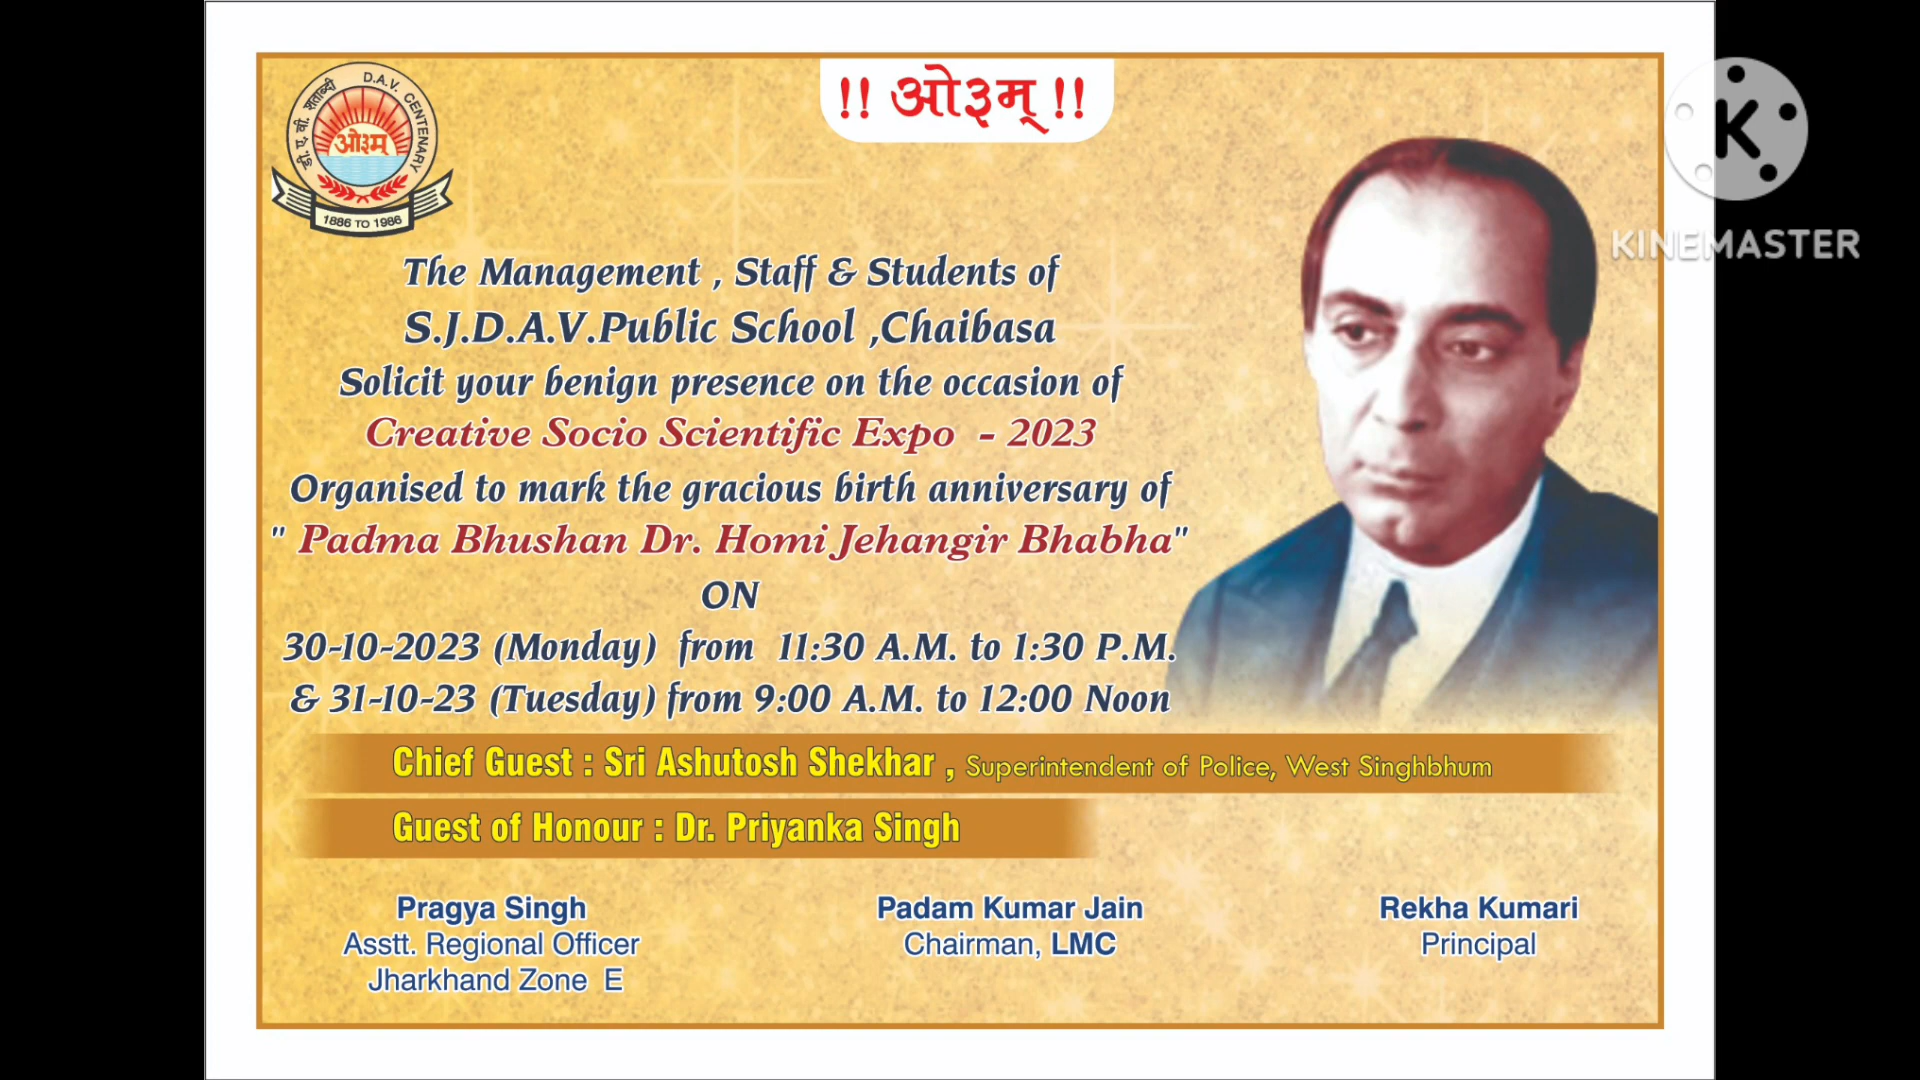 !! ओ३म् !!
डी. ए. वी. शताब्दी D.A.V. CENTENARY
ओ३म्
1886 TO 1986
KINEMASTER
The Management , Staff & Students of
S.J.D.A.V.Public School ,Chaibasa
Solicit your benign presence on the occasion of
Creative Socio Scientific Expo - 2023
Organised to mark the gracious birth anniversary of
" Padma Bhushan Dr. Homi Jehangir Bhabha"
ON
30-10-2023 (Monday) from 11:30 A.M. to 1:30 P.M.
& 31-10-23 (Tuesday) from 9:00 A.M. to 12:00 Noon
Chief Guest : Sri Ashutosh Shekhar , Superintendent of Police, West Singhbhum
Guest of Honour : Dr. Priyanka Singh
Pragya Singh
Asstt. Regional Officer
Jharkhand Zone E
Padam Kumar Jain
Chairman, LMC
Rekha Kumari
Principal